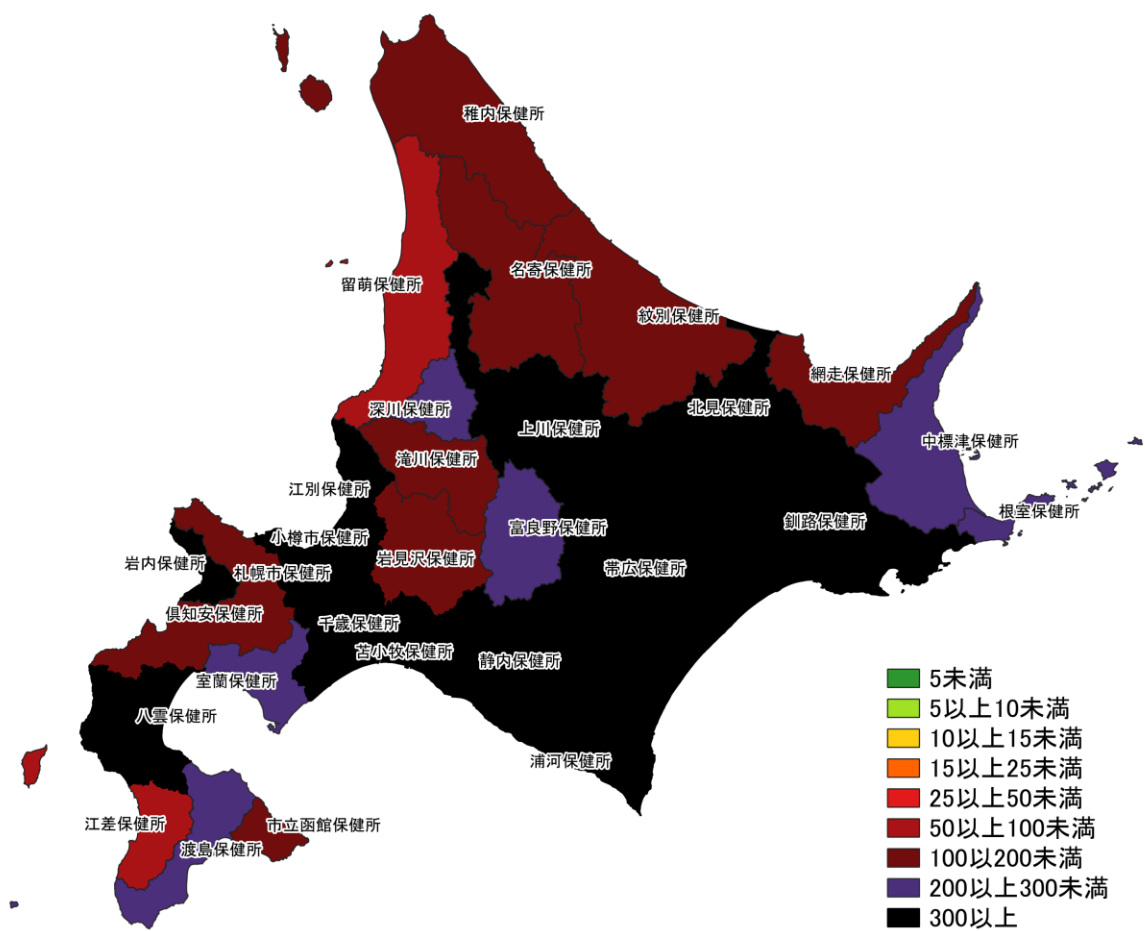 稚内保健所
名寄保健所
留萌保健所
紋別保健所
網走保健所
深川保健所
北見保健所
上川保健所
中標津保健所
滝川保健所
江別保健所
根室保健所
釧路保健所
富良野保健所
小樽市保健所
岩見沢保健所
岩内保健所
帯広保健所
札幌市保健所
倶知安保健所
千歳保健所
苫小牧保健所
静内保健所
室蘭保健所
八雲保健所
浦河保健所
江差保健所
市立函館保健所
渡島保健所
5未満
5以上10未満
10以上15未満
15以上25未満
25以上50未満
50以上100未満
100以200未満
200以上300未満
300以上